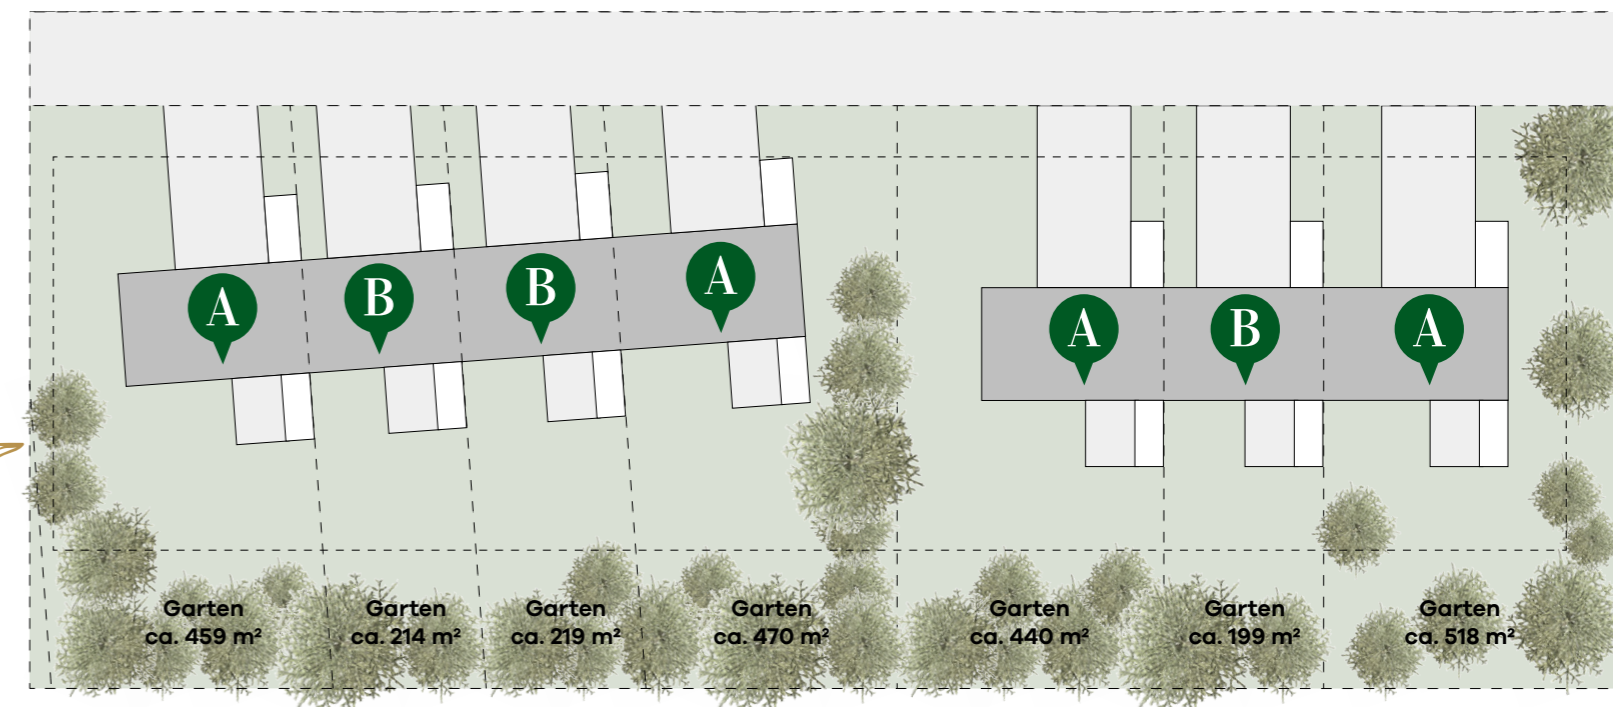 A
B
B
A
A
B
A
Garten
ca. 459 m²
Garten
ca. 214 m²
Garten
ca. 219 m²
Garten
ca. 470 m²
Garten
ca. 440 m²
Garten
ca. 199 m²
Garten
ca. 518 m²